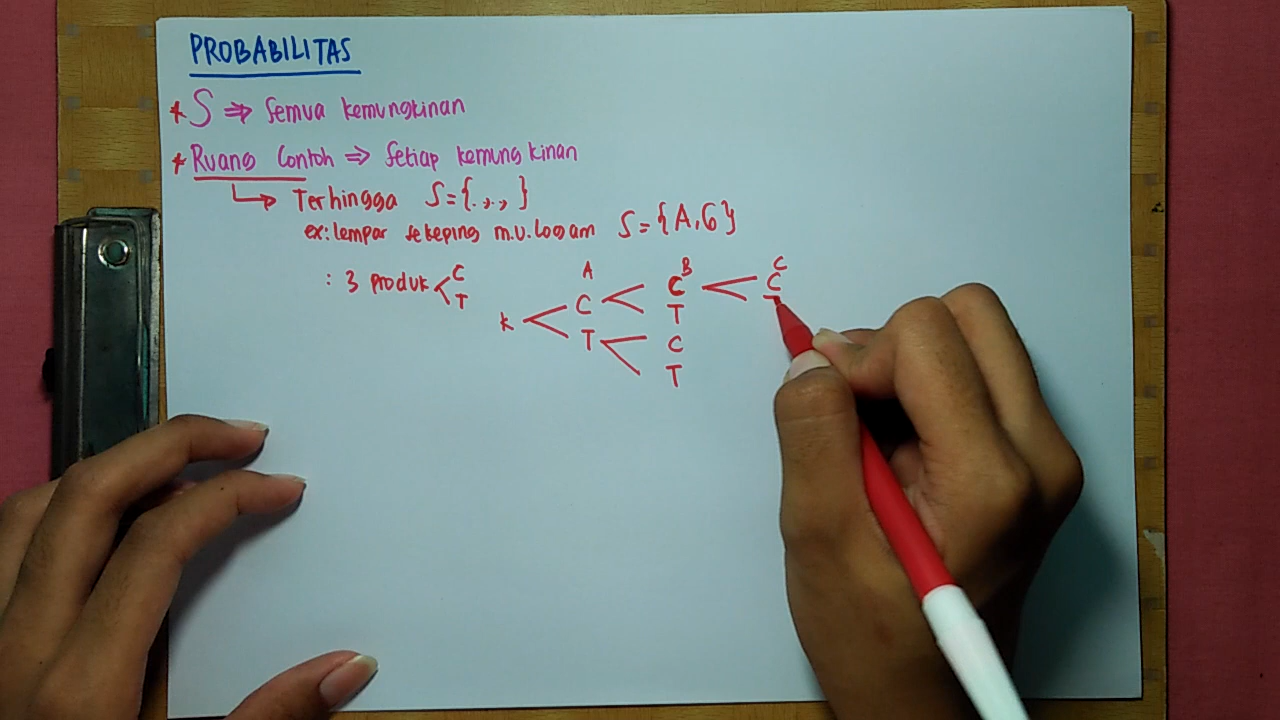 PROBABILITAS
* S ⇒ Semua kemungkinan
* Ruang Contoh ⇒ Setiap kemungkinan
↳ Terhingga S={.,.,}
ex: lempar sekeping m.u.logam S={A,G}
: 3 produk < C T
A B C
K < C < C < C
T T
T < C
T